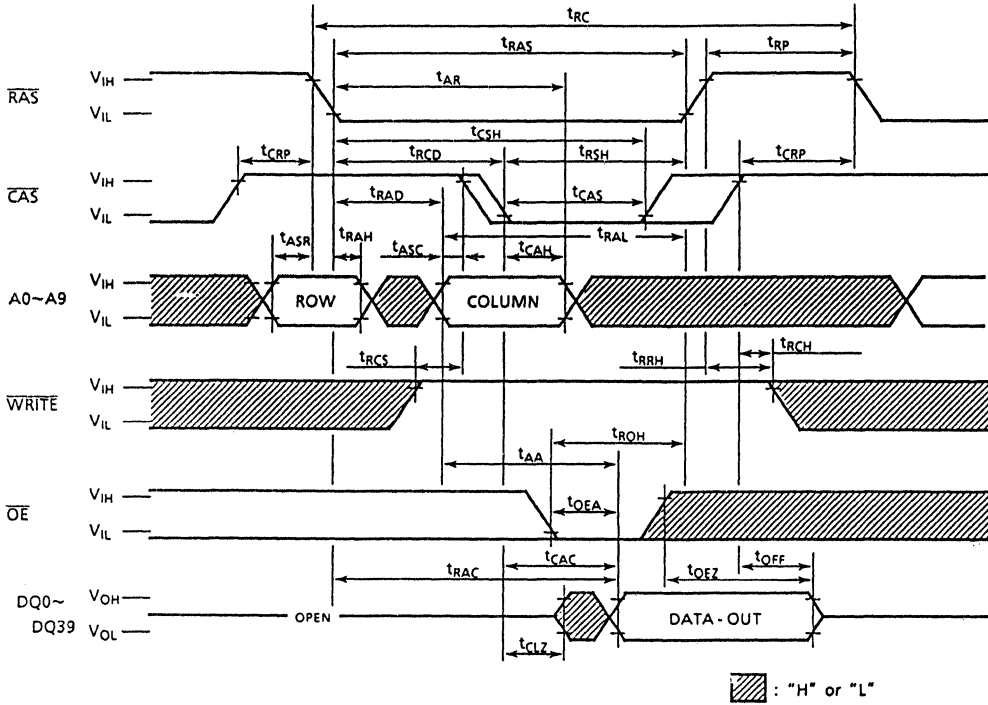 tRC
tRAS
tRP
tAR
RAS
VIH
VIL
tCSH
tCRP
tRCD
tRSH
tCRP
CAS
VIH
VIL
tRAD
tCAS
tRAL
tASR
tRAH
tASC
tCAH
A0~A9
VIH
VIL
ROW
COLUMN
tRCS
tRRH
tRCH
WRITE
VIH
VIL
tROH
tAA
OE
VIH
VIL
tOEA
tCAC
tRAC
tOEZ
tOFF
DQ0~
DQ39
VOH
VOL
OPEN
DATA-OUT
tCLZ
: "H" or "L"